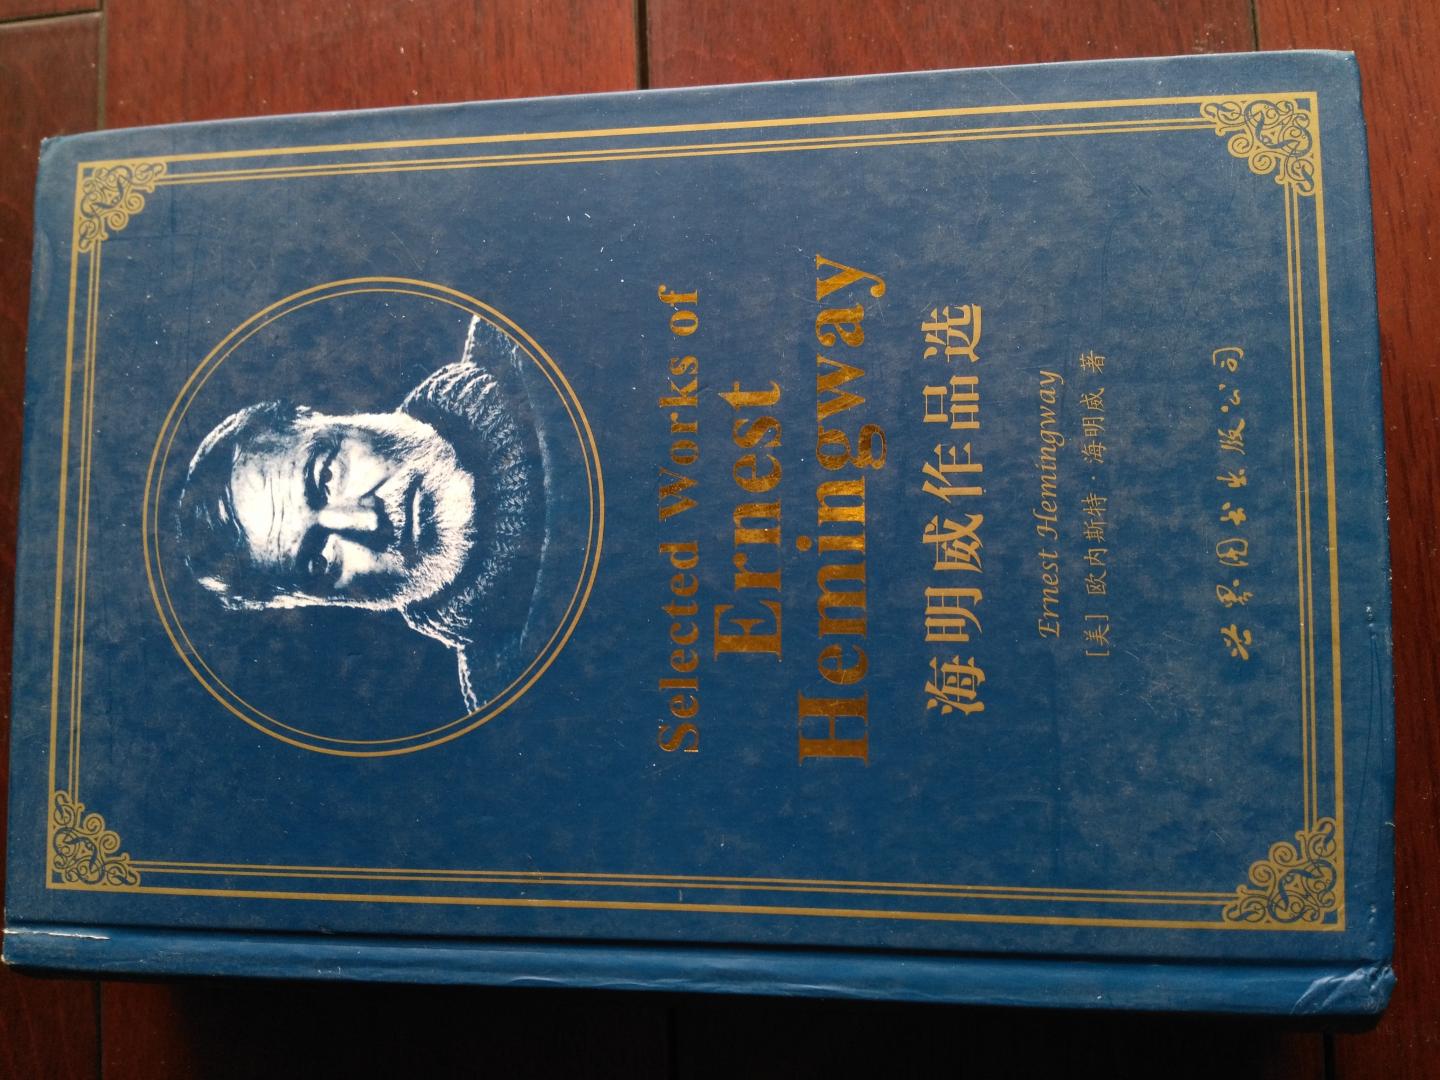 Selected Works of
Ernest
Hemingway
海明威作品选
Ernest Hemingway
[美] 欧内斯特·海明威 著
世界图书出版公司